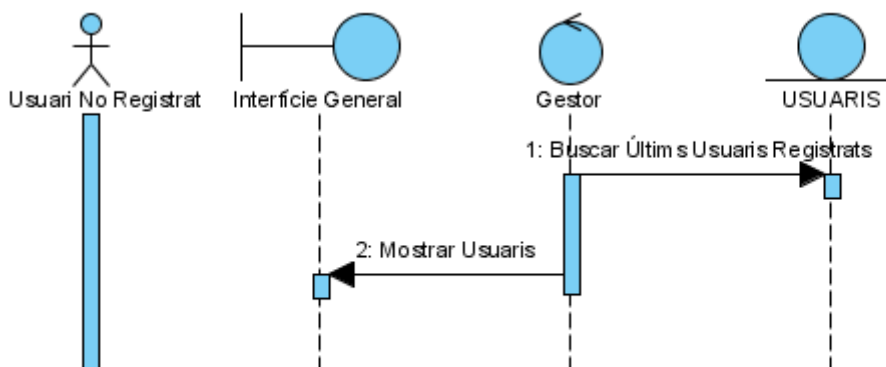 Usuari No Registrat
Interfície General
Gestor
USUARIS
1: Buscar Últims Usuaris Registrats
2: Mostrar Usuaris